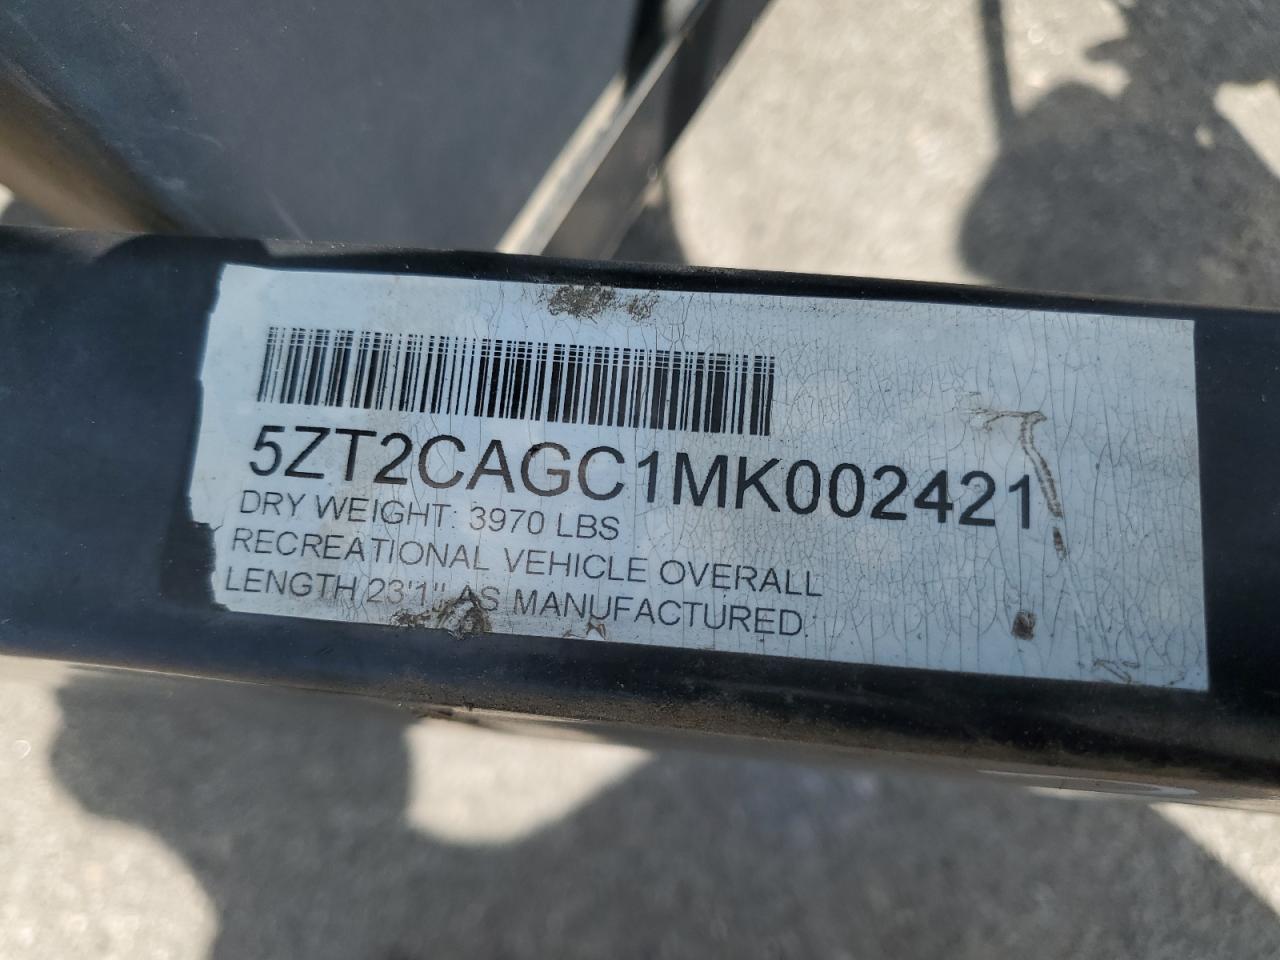 5ZT2CAGC1MK002421
DRY WEIGHT: 3970 LBS
RECREATIONAL VEHICLE OVERALL
LENGTH 23'1" AS MANUFACTURED.